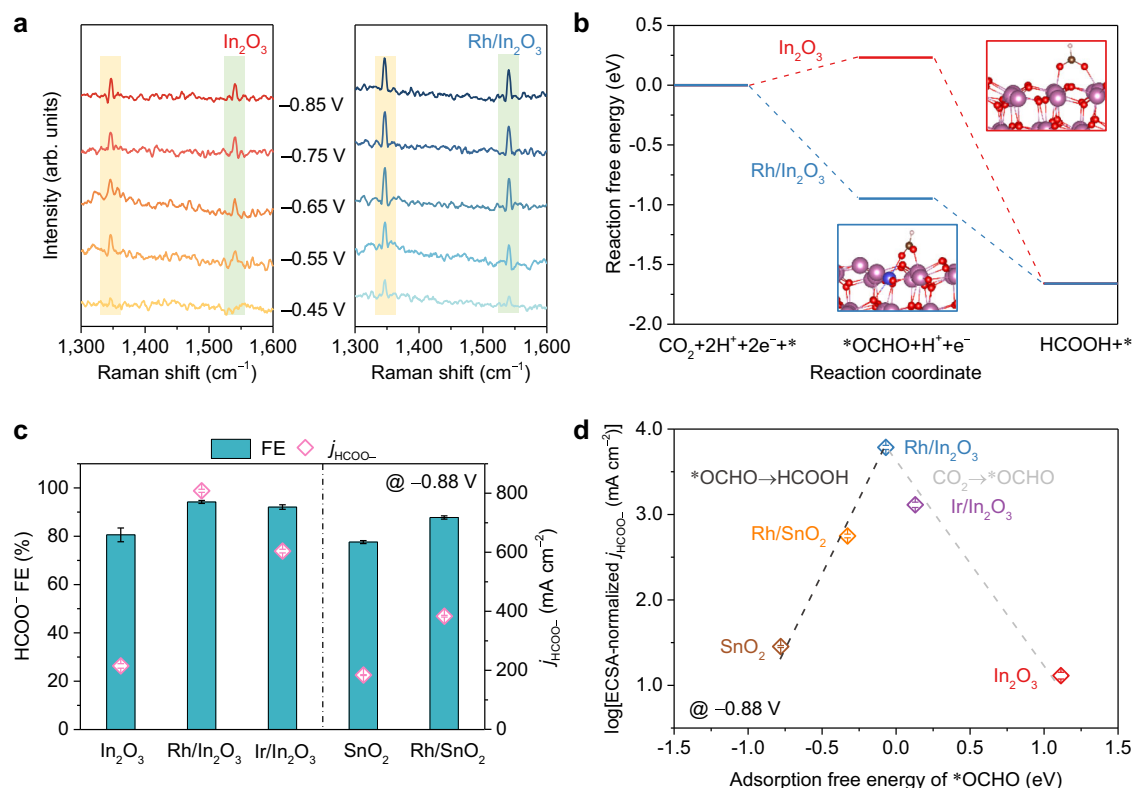 a
In₂O₃
Rh/In₂O₃
Intensity (arb. units)
−0.85 V
−0.75 V
−0.65 V
−0.55 V
−0.45 V
1,300 1,400 1,500 1,600
1,300 1,400 1,500 1,600
Raman shift (cm⁻¹)
Raman shift (cm⁻¹)
b
Reaction free energy (eV)
0.5
0.0
-0.5
-1.0
-1.5
-2.0
In₂O₃
Rh/In₂O₃
CO₂+2H⁺+2e⁻+*
*OCHO+H⁺+e⁻
HCOOH+*
Reaction coordinate
c
FE
j_HCOO−
@ −0.88 V
HCOO⁻ FE (%)
100
80
60
40
20
0
800
600
400
200
0
j_HCOO− (mA cm⁻²)
In₂O₃ Rh/In₂O₃ Ir/In₂O₃ SnO₂ Rh/SnO₂
d
log[ECSA-normalized j_HCOO− (mA cm⁻²)]
4.0
3.0
2.0
1.0
Rh/In₂O₃
*OCHO→HCOOH
CO₂→*OCHO
Ir/In₂O₃
Rh/SnO₂
SnO₂
In₂O₃
@ −0.88 V
-1.5 -1.0 -0.5 0.0 0.5 1.0 1.5
Adsorption free energy of *OCHO (eV)